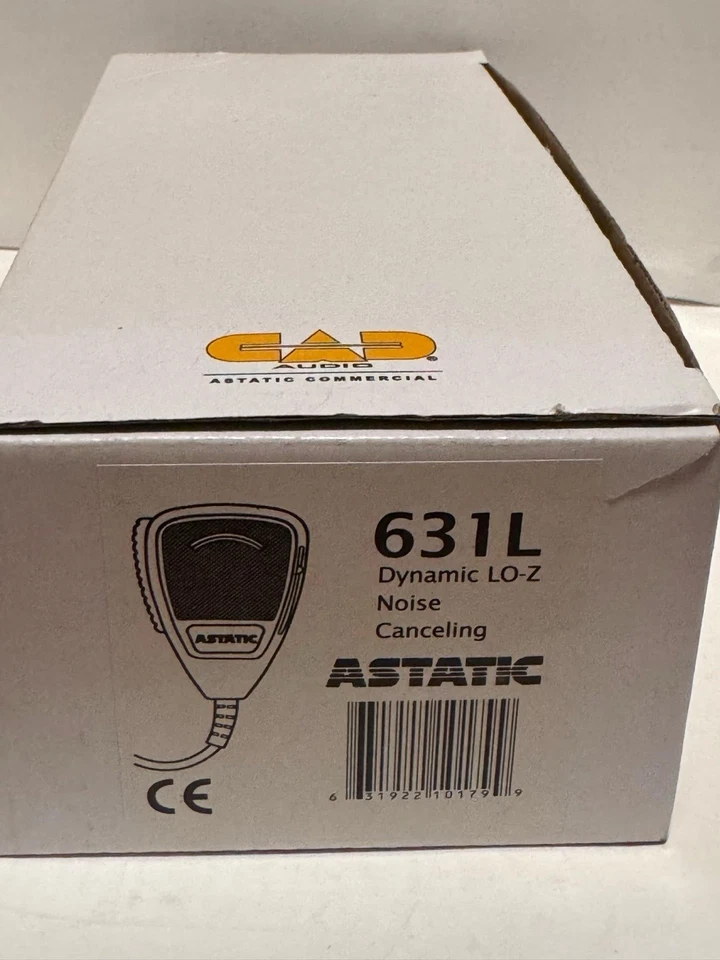 CAD®
AUDIO
ASTATIC COMMERCIAL
631L
Dynamic LO-Z
Noise
Canceling
ASTATIC
ASTATIC
6 31922 10179 9
CE